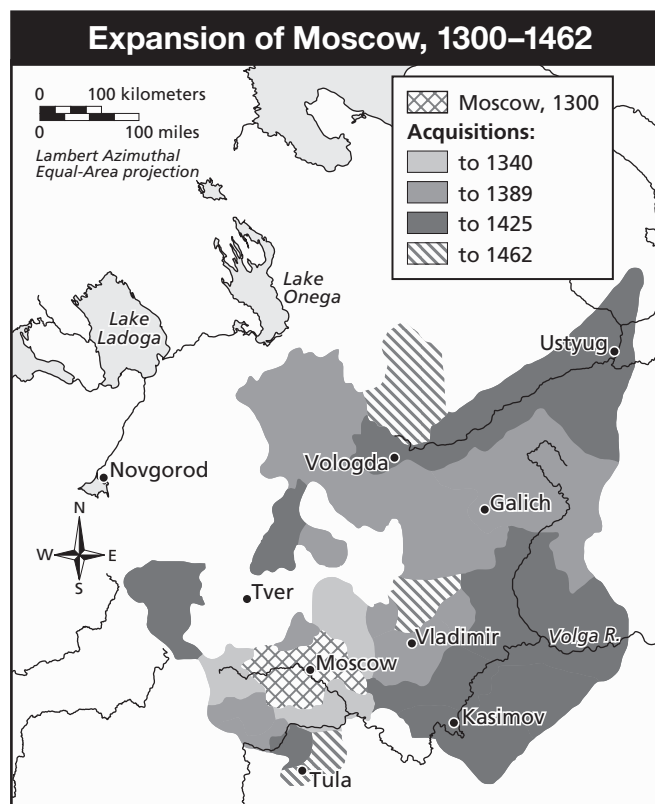 Expansion of Moscow, 1300–1462
0 100 kilometers
0 100 miles
Lambert Azimuthal
Equal-Area projection
Moscow, 1300
Acquisitions:
to 1340
to 1389
to 1425
to 1462
Lake
Onega
Lake
Ladoga
Ustyug
Vologda
Novgorod
Galich
N
W E
S
Tver
Vladimir
Volga R.
Moscow
Kasimov
Tula